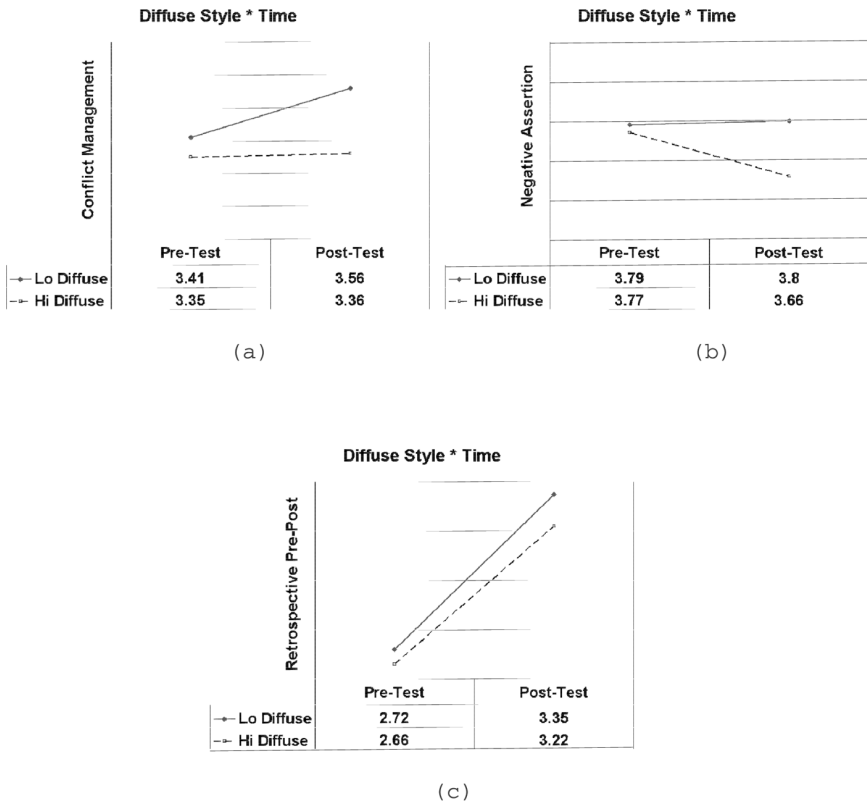 Diffuse Style * Time
Conflict Management
Pre-Test Post-Test
Lo Diffuse 3.41 3.56
Hi Diffuse 3.35 3.36
(a)
Diffuse Style * Time
Negative Assertion
Pre-Test Post-Test
Lo Diffuse 3.79 3.8
Hi Diffuse 3.77 3.66
(b)
Diffuse Style * Time
Retrospective Pre-Post
Pre-Test Post-Test
Lo Diffuse 2.72 3.35
Hi Diffuse 2.66 3.22
(c)